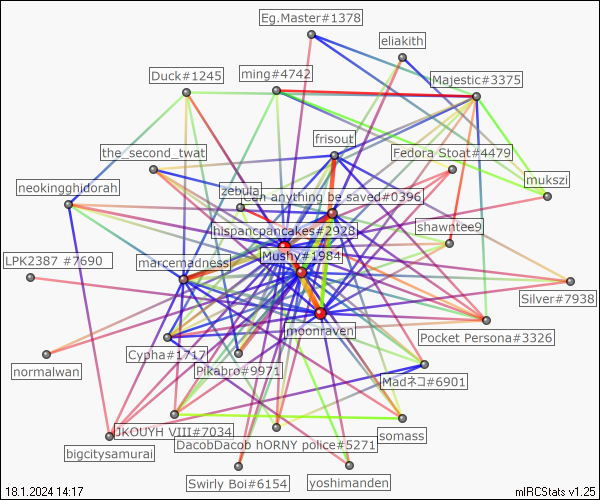 Eg.Master#1378
eliakith
Duck#1245
ming#4742
Majestic#3375
frisout
the_second_twat
Fedora Stoat#4479
mukszi
neokingghidorah
zebula
Can anything be saved#0396
hispancpancakes#2928
shawntee9
LPK2387 #7690
marcemadness
Mushy#1984
Silver#7938
moonraven
Pocket Persona#3326
Cypha#1717
normalwan
Pikabro#9971
Madネコ#6901
JKOUYH VIII#7034
somass
DacobDacob hORNY police#5271
bigcitysamurai
Swirly Boi#6154
yoshimanden
18.1.2024 14:17
mIRCStats v1.25